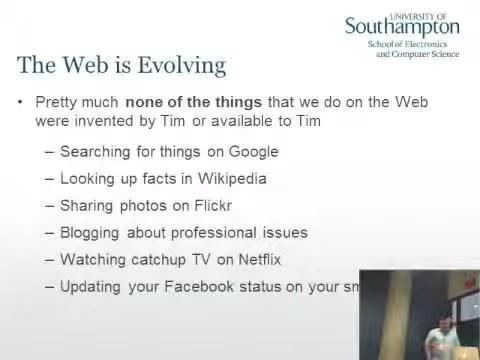 UNIVERSITY OF
Southampton
School of Electronics
and Computer Science
The Web is Evolving
• Pretty much none of the things that we do on the Web
were invented by Tim or available to Tim
– Searching for things on Google
– Looking up facts in Wikipedia
– Sharing photos on Flickr
– Blogging about professional issues
– Watching catchup TV on Netflix
– Updating your Facebook status on your